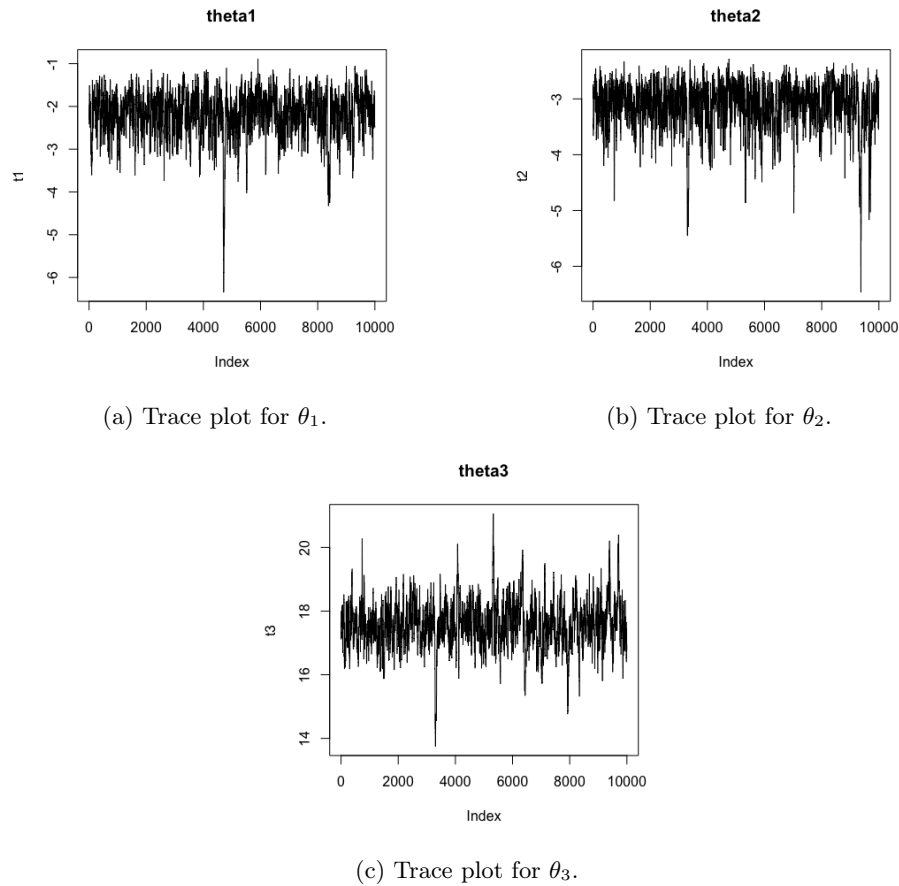 theta1
t1
-1
-2
-3
-4
-5
-6
0 2000 4000 6000 8000 10000
Index
(a) Trace plot for θ₁.
theta2
t2
-3
-4
-5
-6
0 2000 4000 6000 8000 10000
Index
(b) Trace plot for θ₂.
theta3
t3
20
18
16
14
0 2000 4000 6000 8000 10000
Index
(c) Trace plot for θ₃.